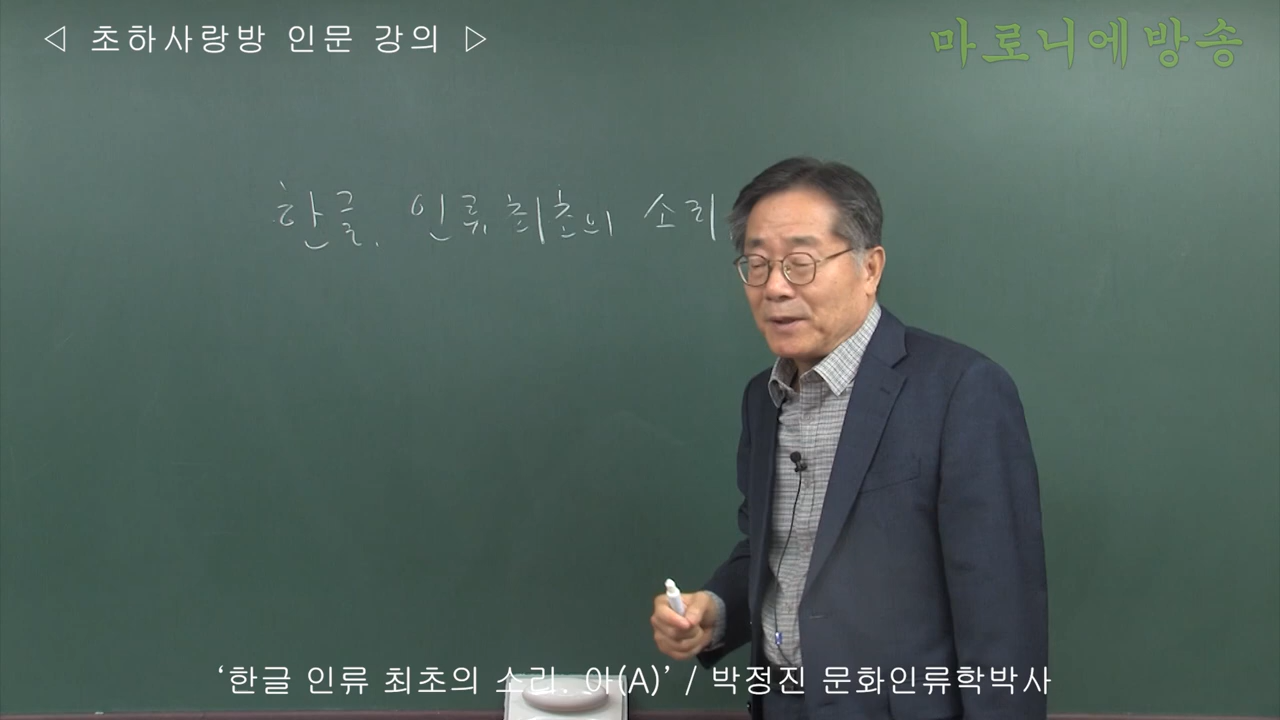 ◁ 초하사랑방 인문 강의 ▷
마로니에방송
한글. 인류 최초의 소리.
‘한글 인류 최초의 소리. 아(A)’ / 박정진 문화인류학박사